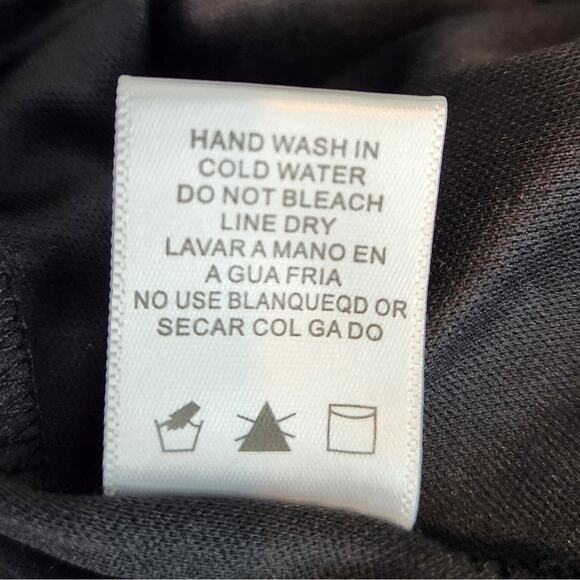 HAND WASH IN
COLD WATER
DO NOT BLEACH
LINE DRY
LAVAR A MANO EN
A GUA FRIA
NO USE BLANQUEQD OR
SECAR COL GA DO